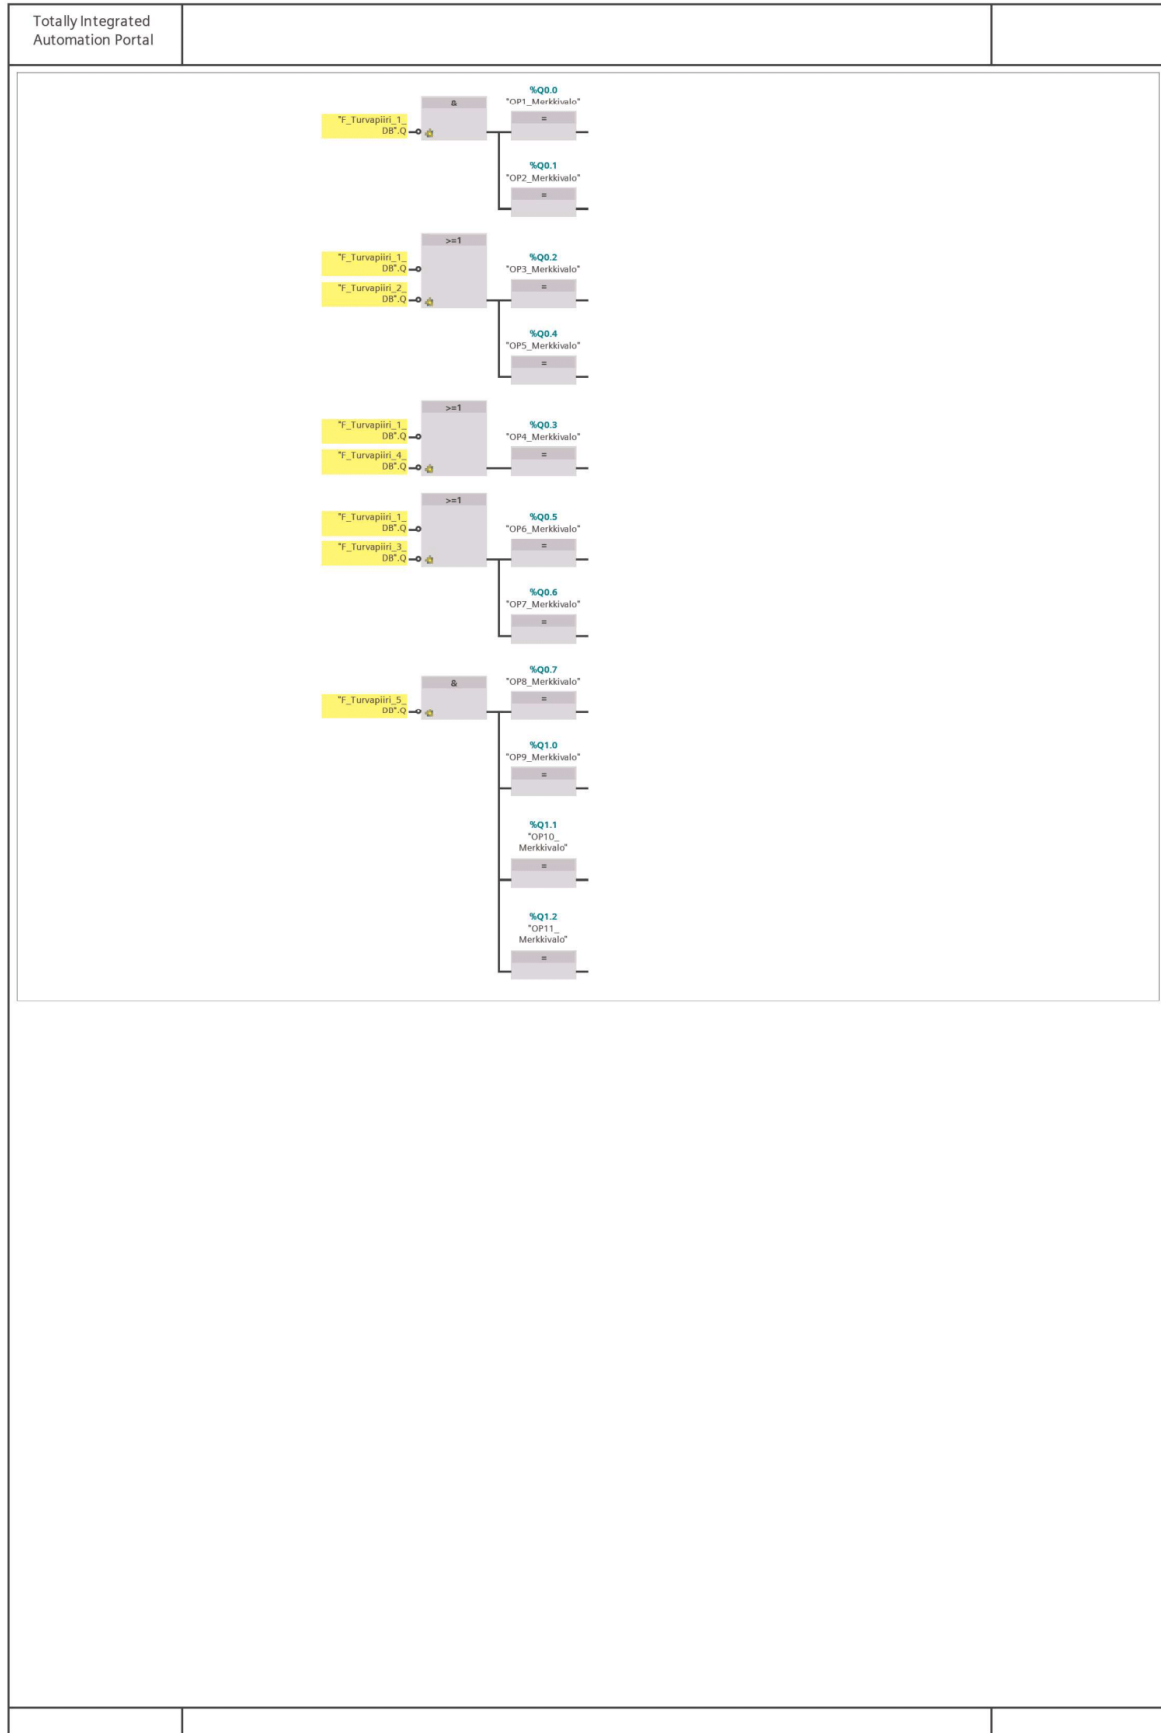 Totally Integrated
Automation Portal
%Q0.0
"OP1_Merkkivalo"
&
=
"F_Turvapiiri_1_
DB".Q
%Q0.1
"OP2_Merkkivalo"
=
>=1
"F_Turvapiiri_1_
DB".Q
%Q0.2
"OP3_Merkkivalo"
=
"F_Turvapiiri_2_
DB".Q
%Q0.4
"OP5_Merkkivalo"
=
>=1
"F_Turvapiiri_1_
DB".Q
%Q0.3
"OP4_Merkkivalo"
=
"F_Turvapiiri_4_
DB".Q
>=1
"F_Turvapiiri_1_
DB".Q
%Q0.5
"OP6_Merkkivalo"
=
"F_Turvapiiri_3_
DB".Q
%Q0.6
"OP7_Merkkivalo"
=
%Q0.7
"OP8_Merkkivalo"
&
=
"F_Turvapiiri_5_
DB".Q
%Q1.0
"OP9_Merkkivalo"
=
%Q1.1
"OP10_
Merkkivalo"
=
%Q1.2
"OP11_
Merkkivalo"
=